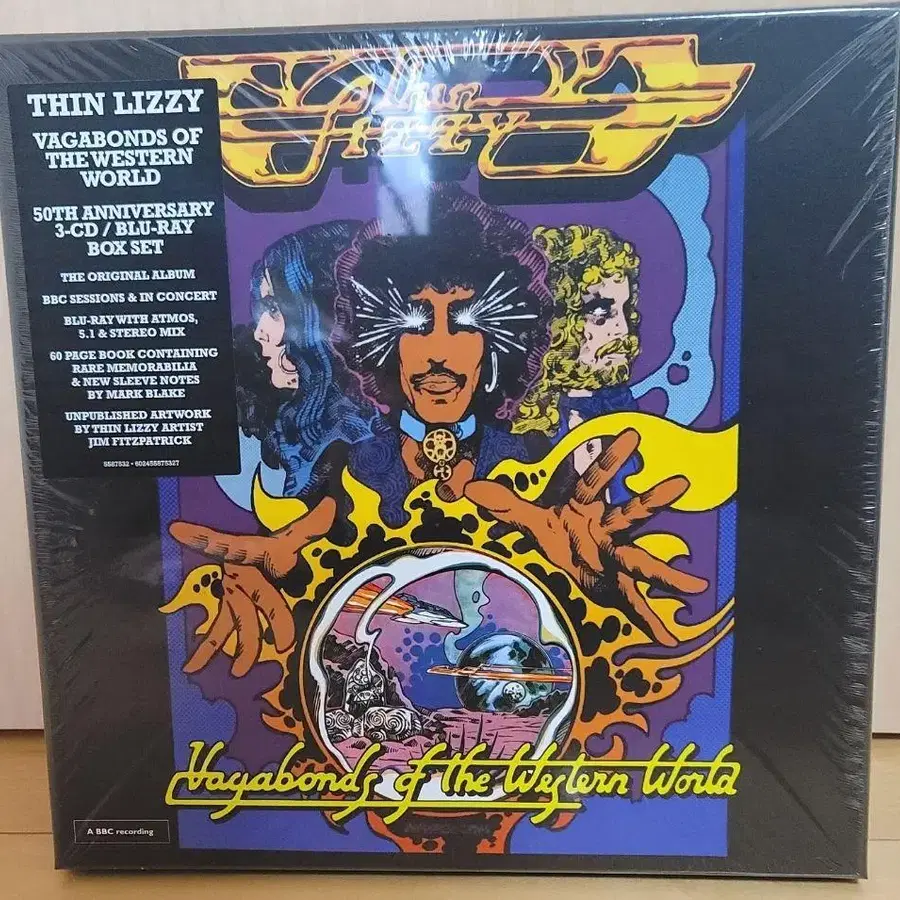 Thin
Lizzy
THIN LIZZY
VAGABONDS OF
THE WESTERN
WORLD
50TH ANNIVERSARY
3-CD / BLU-RAY
BOX SET
THE ORIGINAL ALBUM
BBC SESSIONS & IN CONCERT
BLU-RAY WITH ATMOS,
5.1 & STEREO MIX
60 PAGE BOOK CONTAINING
RARE MEMORABILIA
& NEW SLEEVE NOTES
BY MARK BLAKE
UNPUBLISHED ARTWORK
BY THIN LIZZY ARTIST
JIM FITZPATRICK
5587532 • 602455875327
Vagabonds of the Western World
A BBC recording